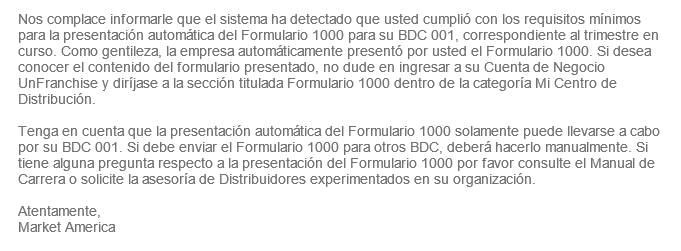 Nos complace informarle que el sistema ha detectado que usted cumplió con los requisitos mínimos
para la presentación automática del Formulario 1000 para su BDC 001, correspondiente al trimestre en
curso. Como gentileza, la empresa automáticamente presentó por usted el Formulario 1000. Si desea
conocer el contenido del formulario presentado, no dude en ingresar a su Cuenta de Negocio
UnFranchise y diríjase a la sección titulada Formulario 1000 dentro de la categoría Mi Centro de
Distribución.
Tenga en cuenta que la presentación automática del Formulario 1000 solamente puede llevarse a cabo
por su BDC 001. Si debe enviar el Formulario 1000 para otros BDC, deberá hacerlo manualmente. Si
tiene alguna pregunta respecto a la presentación del Formulario 1000 por favor consulte el Manual de
Carrera o solicite la asesoría de Distribuidores experimentados en su organización.
Atentamente,
Market America